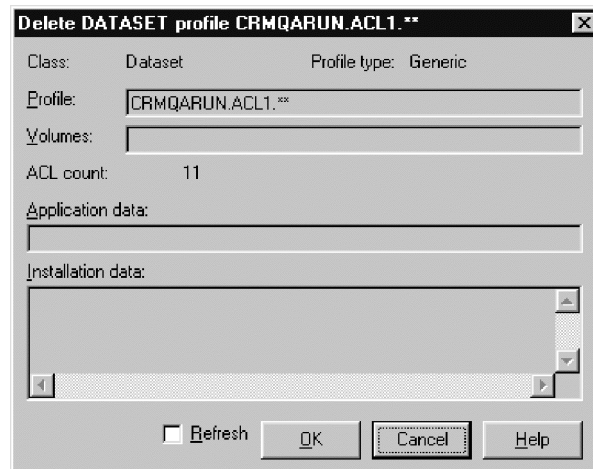 Delete DATASET profile CRMQARUN.ACL1.**
Class: Dataset Profile type: Generic
Profile: CRMQARUN.ACL1.**
Volumes:
ACL count: 11
Application data:
Installation data:
Refresh OK Cancel Help